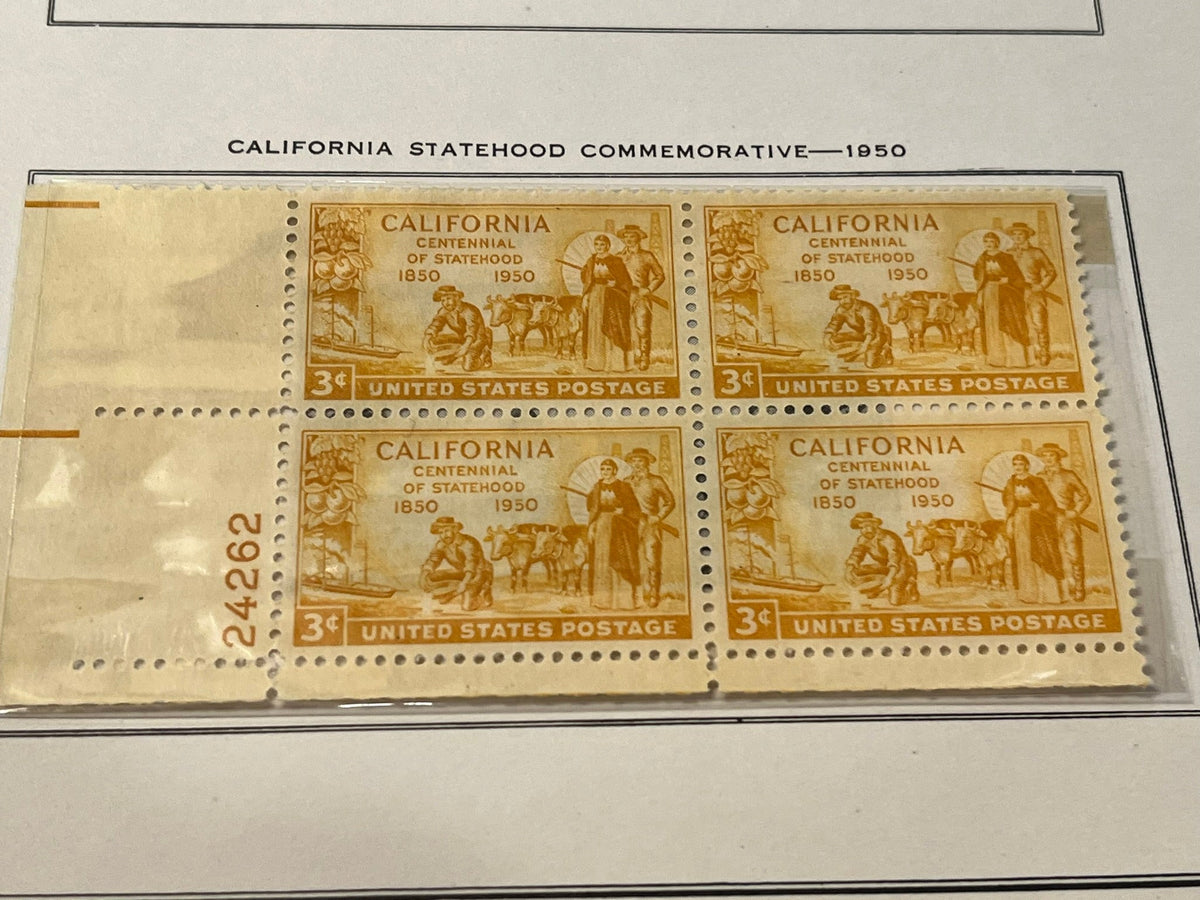 CALIFORNIA STATEHOOD COMMEMORATIVE—1950
CALIFORNIA
CENTENNIAL
OF STATEHOOD
1850 1950
3¢ UNITED STATES POSTAGE
CALIFORNIA
CENTENNIAL
OF STATEHOOD
1850 1950
3¢ UNITED STATES POSTAGE
24262
CALIFORNIA
CENTENNIAL
OF STATEHOOD
1850 1950
3¢ UNITED STATES POSTAGE
CALIFORNIA
CENTENNIAL
OF STATEHOOD
1850 1950
3¢ UNITED STATES POSTAGE